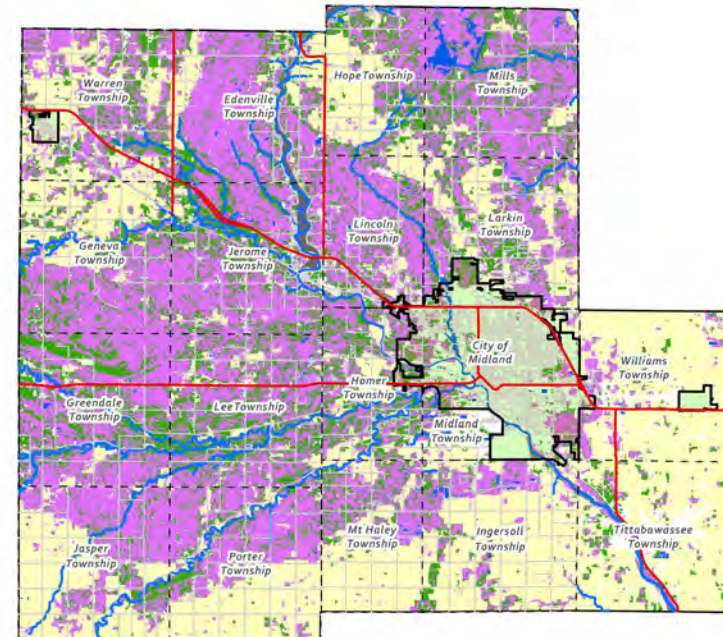 Warren
Township
Edenville
Township
Hope Township
Mills
Township
Geneva
Township
Jerome
Township
Lincoln
Township
Larkin
Township
City of
Midland
Williams
Township
Greendale
Township
Lee Township
Homer
Township
Midland
Township
Jasper
Township
Porter
Township
Mt Haley
Township
Ingersoll
Township
Tittabawassee
Township